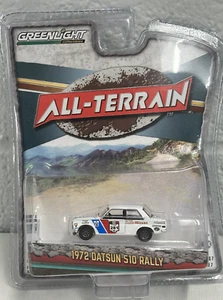 GREENLIGHT
ALL-TERRAIN
1972 DATSUN 510 RALLY